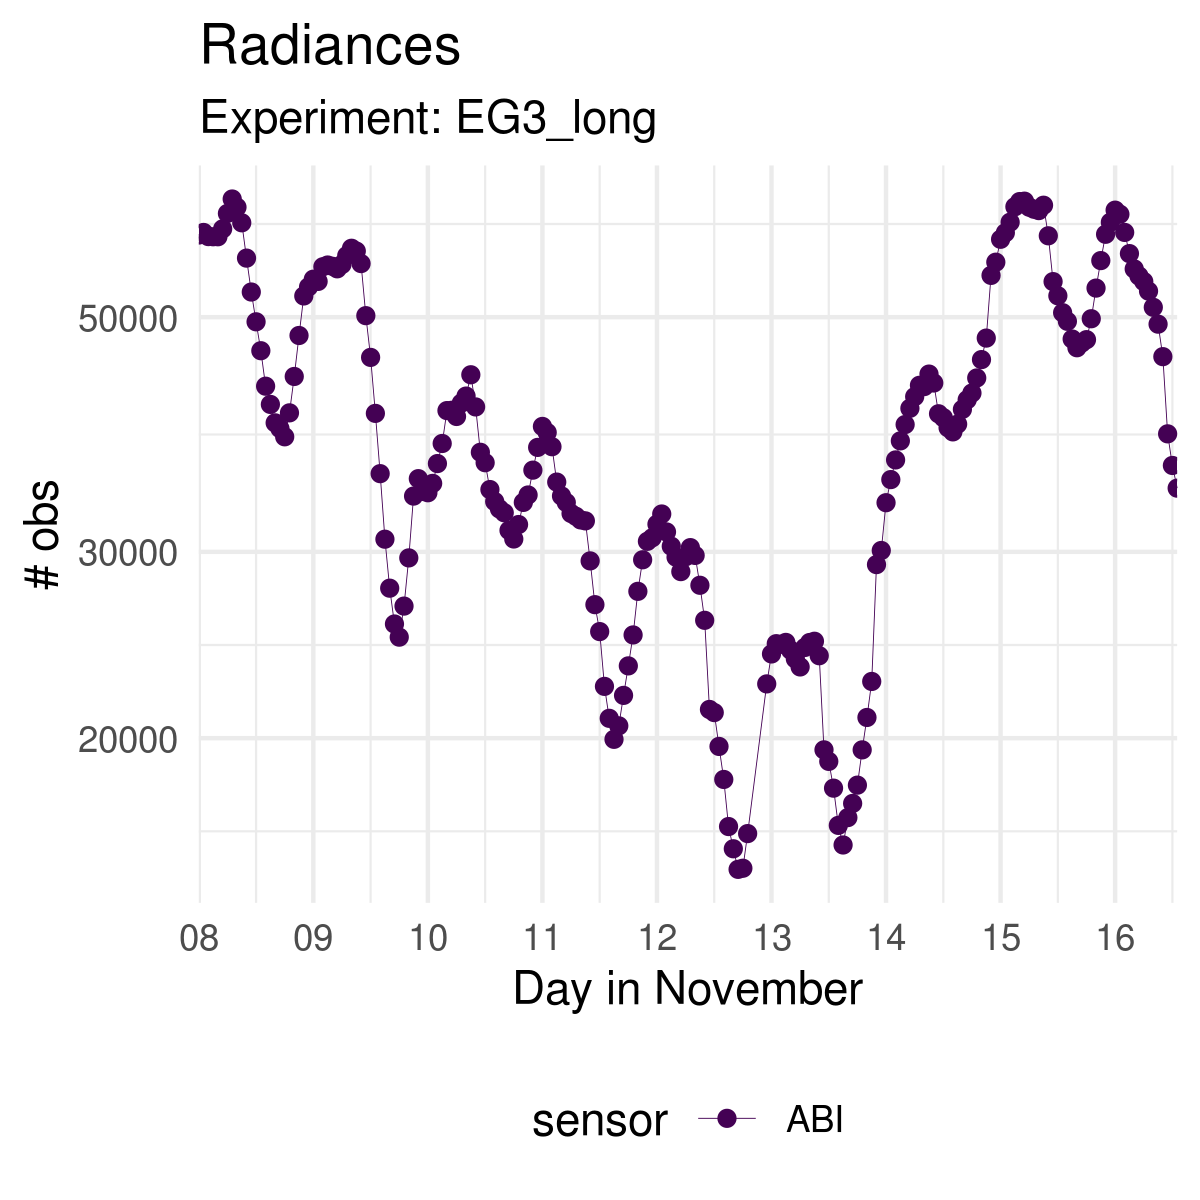 Radiances
Experiment: EG3_long
# obs
50000
30000
20000
08 09 10 11 12 13 14 15 16
Day in November
sensor ABI